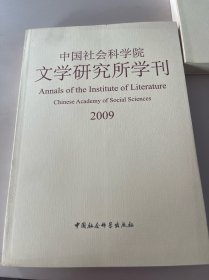 中国社会科学院
文学研究所学刊
Annals of the Institute of Literature
Chinese Academy of Social Sciences
2009
中国社会科学出版社